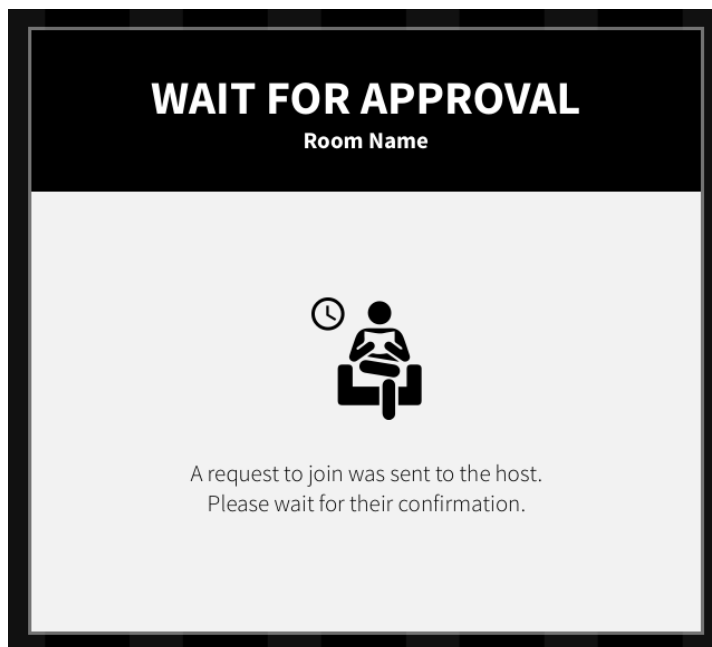 WAIT FOR APPROVAL
Room Name
A request to join was sent to the host.
Please wait for their confirmation.